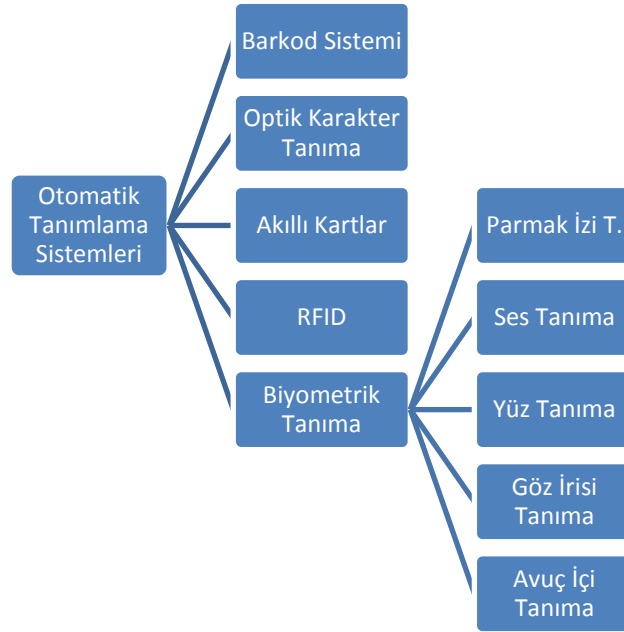 Otomatik
Tanımlama
Sistemleri
Barkod Sistemi
Optik Karakter
Tanıma
Akıllı Kartlar
RFID
Biyometrik
Tanıma
Parmak İzi T.
Ses Tanıma
Yüz Tanıma
Göz İrisi
Tanıma
Avuç İçi
Tanıma